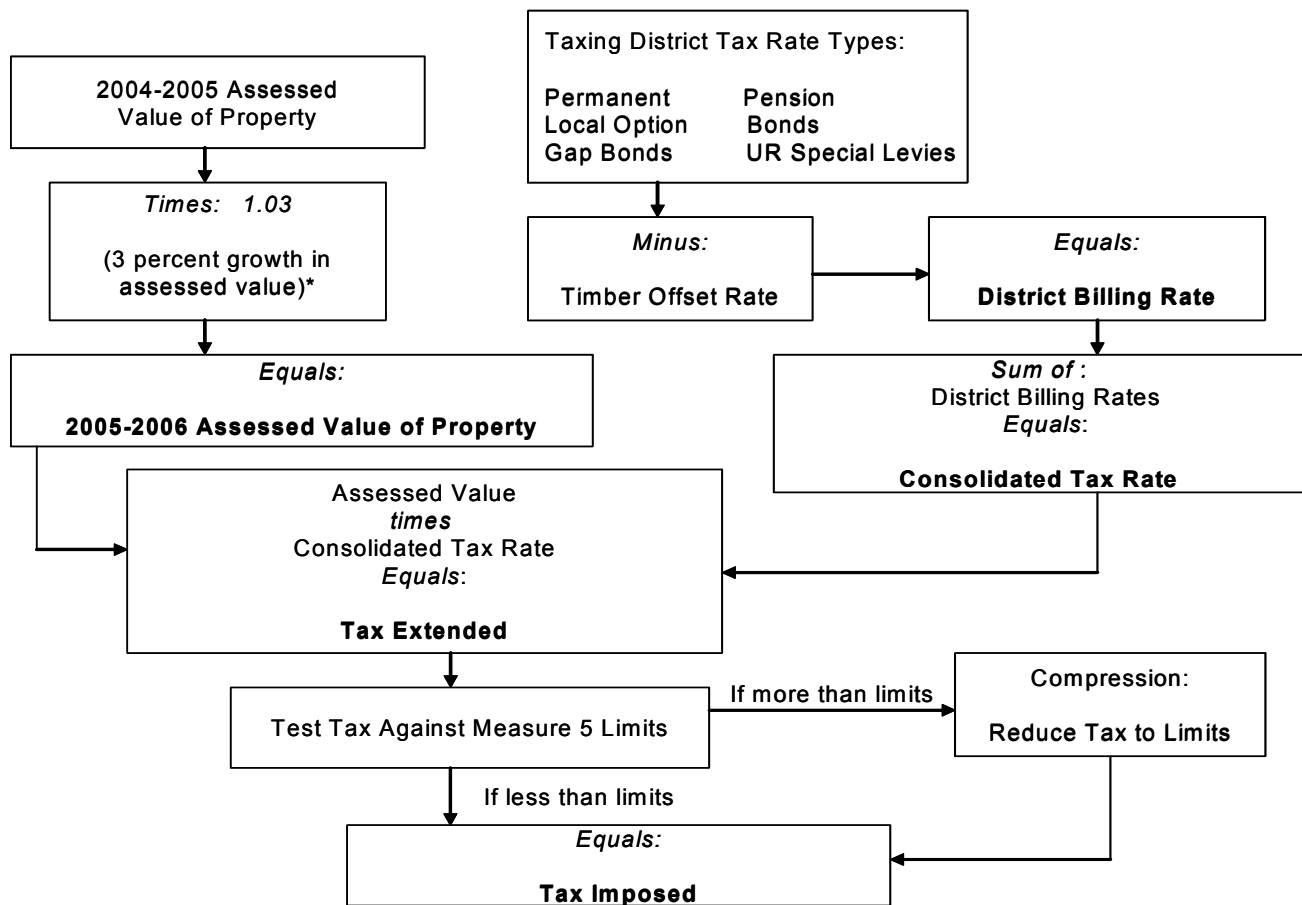 2004-2005 Assessed
Value of Property
Times: 1.03
(3 percent growth in
assessed value)*
Equals:
2005-2006 Assessed Value of Property
Taxing District Tax Rate Types:
Permanent Pension
Local Option Bonds
Gap Bonds UR Special Levies
Minus:
Timber Offset Rate
Equals:
District Billing Rate
Sum of :
District Billing Rates
Equals:
Consolidated Tax Rate
Assessed Value
times
Consolidated Tax Rate
Equals:
Tax Extended
Test Tax Against Measure 5 Limits
If more than limits
Compression:
Reduce Tax to Limits
If less than limits
Equals:
Tax Imposed